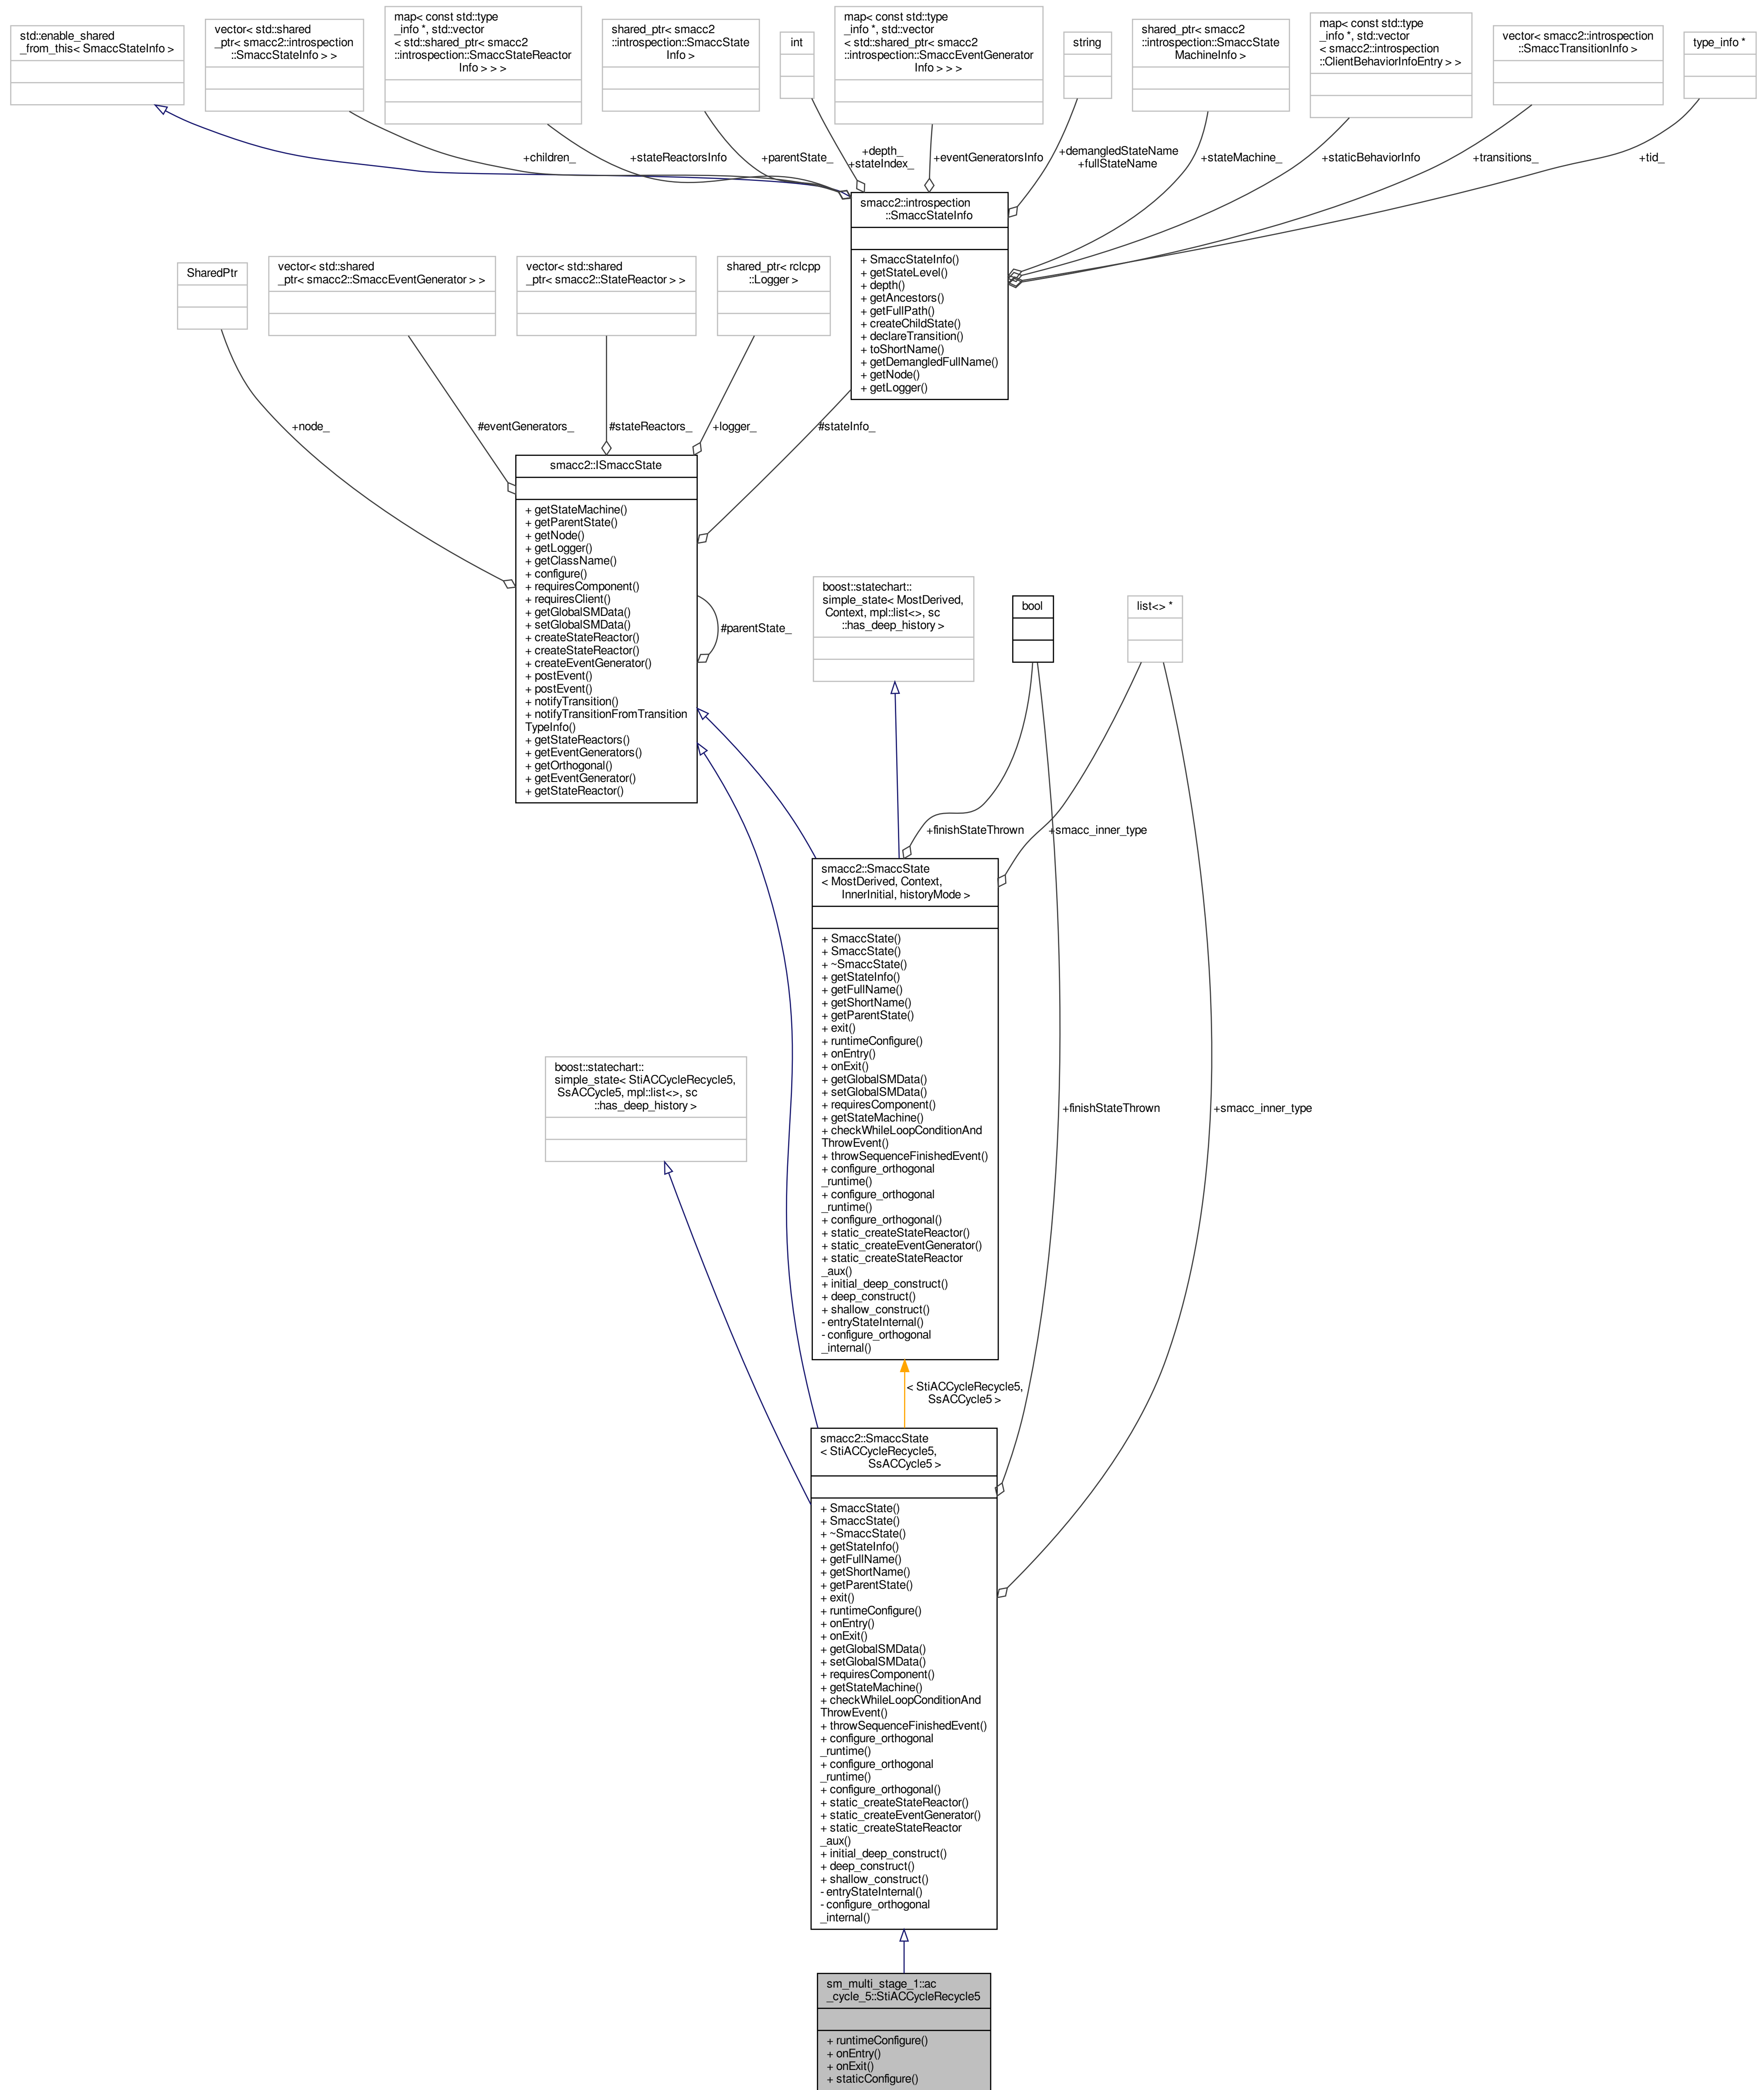 std::enable_shared
_from_this< SmaccStateInfo >
vector< std::shared
_ptr< smacc2::introspection
::SmaccStateInfo > >
map< const std::type
_info *, std::vector
< std::shared_ptr< smacc2
::introspection::SmaccStateReactor
Info > > >
shared_ptr< smacc2
::introspection::SmaccState
Info >
int
map< const std::type
_info *, std::vector
< std::shared_ptr< smacc2
::introspection::SmaccEventGenerator
Info > > >
string
shared_ptr< smacc2
::introspection::SmaccState
MachineInfo >
map< const std::type
_info *, std::vector
< smacc2::introspection
::ClientBehaviorInfoEntry > >
vector< smacc2::introspection
::SmaccTransitionInfo >
type_info *
+children_
+stateReactorsInfo
+parentState_
+depth_
+stateIndex_
+eventGeneratorsInfo
+demangledStateName
+fullStateName
+stateMachine_
+staticBehaviorInfo
+transitions_
+tid_
smacc2::introspection
::SmaccStateInfo
+ SmaccStateInfo()
+ getStateLevel()
+ depth()
+ getAncestors()
+ getFullPath()
+ createChildState()
+ declareTransition()
+ toShortName()
+ getDemangledFullName()
+ getNode()
+ getLogger()
SharedPtr
vector< std::shared
_ptr< smacc2::SmaccEventGenerator > >
vector< std::shared
_ptr< smacc2::StateReactor > >
shared_ptr< rclcpp
::Logger >
+node_
#eventGenerators_
#stateReactors_
+logger_
#stateInfo_
smacc2::ISmaccState
+ getStateMachine()
+ getParentState()
+ getNode()
+ getLogger()
+ getClassName()
+ configure()
+ requiresComponent()
+ requiresClient()
+ getGlobalSMData()
+ setGlobalSMData()
+ createStateReactor()
+ createStateReactor()
+ createEventGenerator()
+ postEvent()
+ postEvent()
+ notifyTransition()
+ notifyTransitionFromTransition
TypeInfo()
+ getStateReactors()
+ getEventGenerators()
+ getOrthogonal()
+ getEventGenerator()
+ getStateReactor()
#parentState_
boost::statechart::
simple_state< MostDerived,
Context, mpl::list<>, sc
::has_deep_history >
bool
list<> *
+finishStateThrown
+smacc_inner_type
smacc2::SmaccState
< MostDerived, Context,
InnerInitial, historyMode >
+ SmaccState()
+ SmaccState()
+ ~SmaccState()
+ getStateInfo()
+ getFullName()
+ getShortName()
+ getParentState()
+ exit()
+ runtimeConfigure()
+ onEntry()
+ onExit()
+ getGlobalSMData()
+ setGlobalSMData()
+ requiresComponent()
+ getStateMachine()
+ checkWhileLoopConditionAnd
ThrowEvent()
+ throwSequenceFinishedEvent()
+ configure_orthogonal
_runtime()
+ configure_orthogonal
_runtime()
+ configure_orthogonal()
+ static_createStateReactor()
+ static_createEventGenerator()
+ static_createStateReactor
_aux()
+ initial_deep_construct()
+ deep_construct()
+ shallow_construct()
- entryStateInternal()
- configure_orthogonal
_internal()
boost::statechart::
simple_state< StiACCycleRecycle5,
SsACCycle5, mpl::list<>, sc
::has_deep_history >
+finishStateThrown
+smacc_inner_type
< StiACCycleRecycle5,
SsACCycle5 >
smacc2::SmaccState
< StiACCycleRecycle5,
SsACCycle5 >
+ SmaccState()
+ SmaccState()
+ ~SmaccState()
+ getStateInfo()
+ getFullName()
+ getShortName()
+ getParentState()
+ exit()
+ runtimeConfigure()
+ onEntry()
+ onExit()
+ getGlobalSMData()
+ setGlobalSMData()
+ requiresComponent()
+ getStateMachine()
+ checkWhileLoopConditionAnd
ThrowEvent()
+ throwSequenceFinishedEvent()
+ configure_orthogonal
_runtime()
+ configure_orthogonal
_runtime()
+ configure_orthogonal()
+ static_createStateReactor()
+ static_createEventGenerator()
+ static_createStateReactor
_aux()
+ initial_deep_construct()
+ deep_construct()
+ shallow_construct()
- entryStateInternal()
- configure_orthogonal
_internal()
sm_multi_stage_1::ac
_cycle_5::StiACCycleRecycle5
+ runtimeConfigure()
+ onEntry()
+ onExit()
+ staticConfigure()